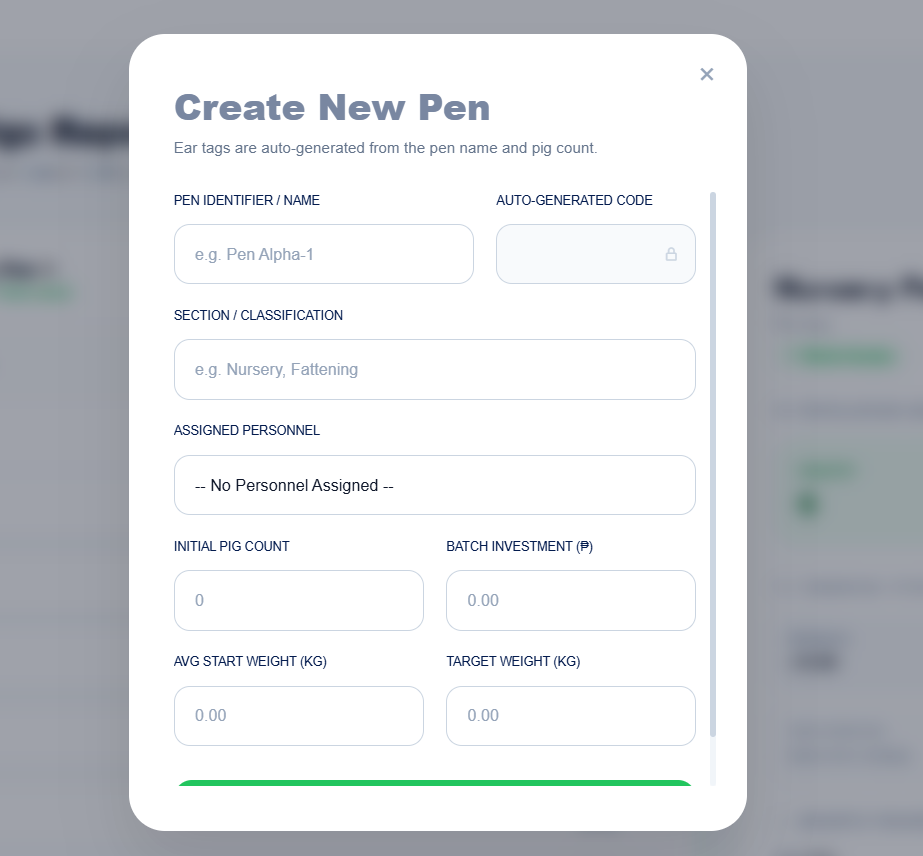 Create New Pen
Ear tags are auto-generated from the pen name and pig count.
PEN IDENTIFIER / NAME
AUTO-GENERATED CODE
e.g. Pen Alpha-1
SECTION / CLASSIFICATION
e.g. Nursery, Fattening
ASSIGNED PERSONNEL
-- No Personnel Assigned --
INITIAL PIG COUNT
BATCH INVESTMENT (₱)
0
0.00
AVG START WEIGHT (KG)
TARGET WEIGHT (KG)
0.00
0.00